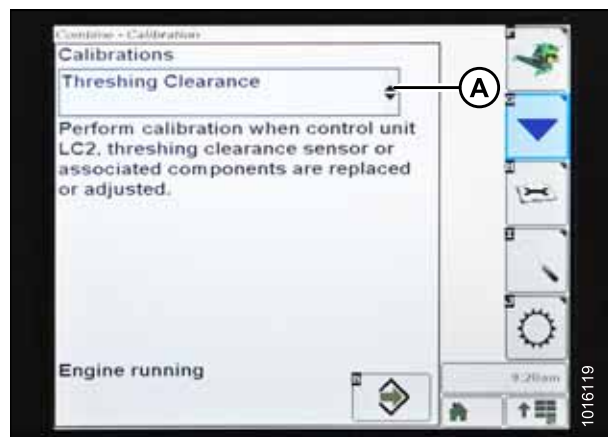 Combine - Calibration
Calibrations
Threshing Clearance
A
Perform calibration when control unit
LC2, threshing clearance sensor or
associated components are replaced
or adjusted.
Engine running
9:20am
1016119